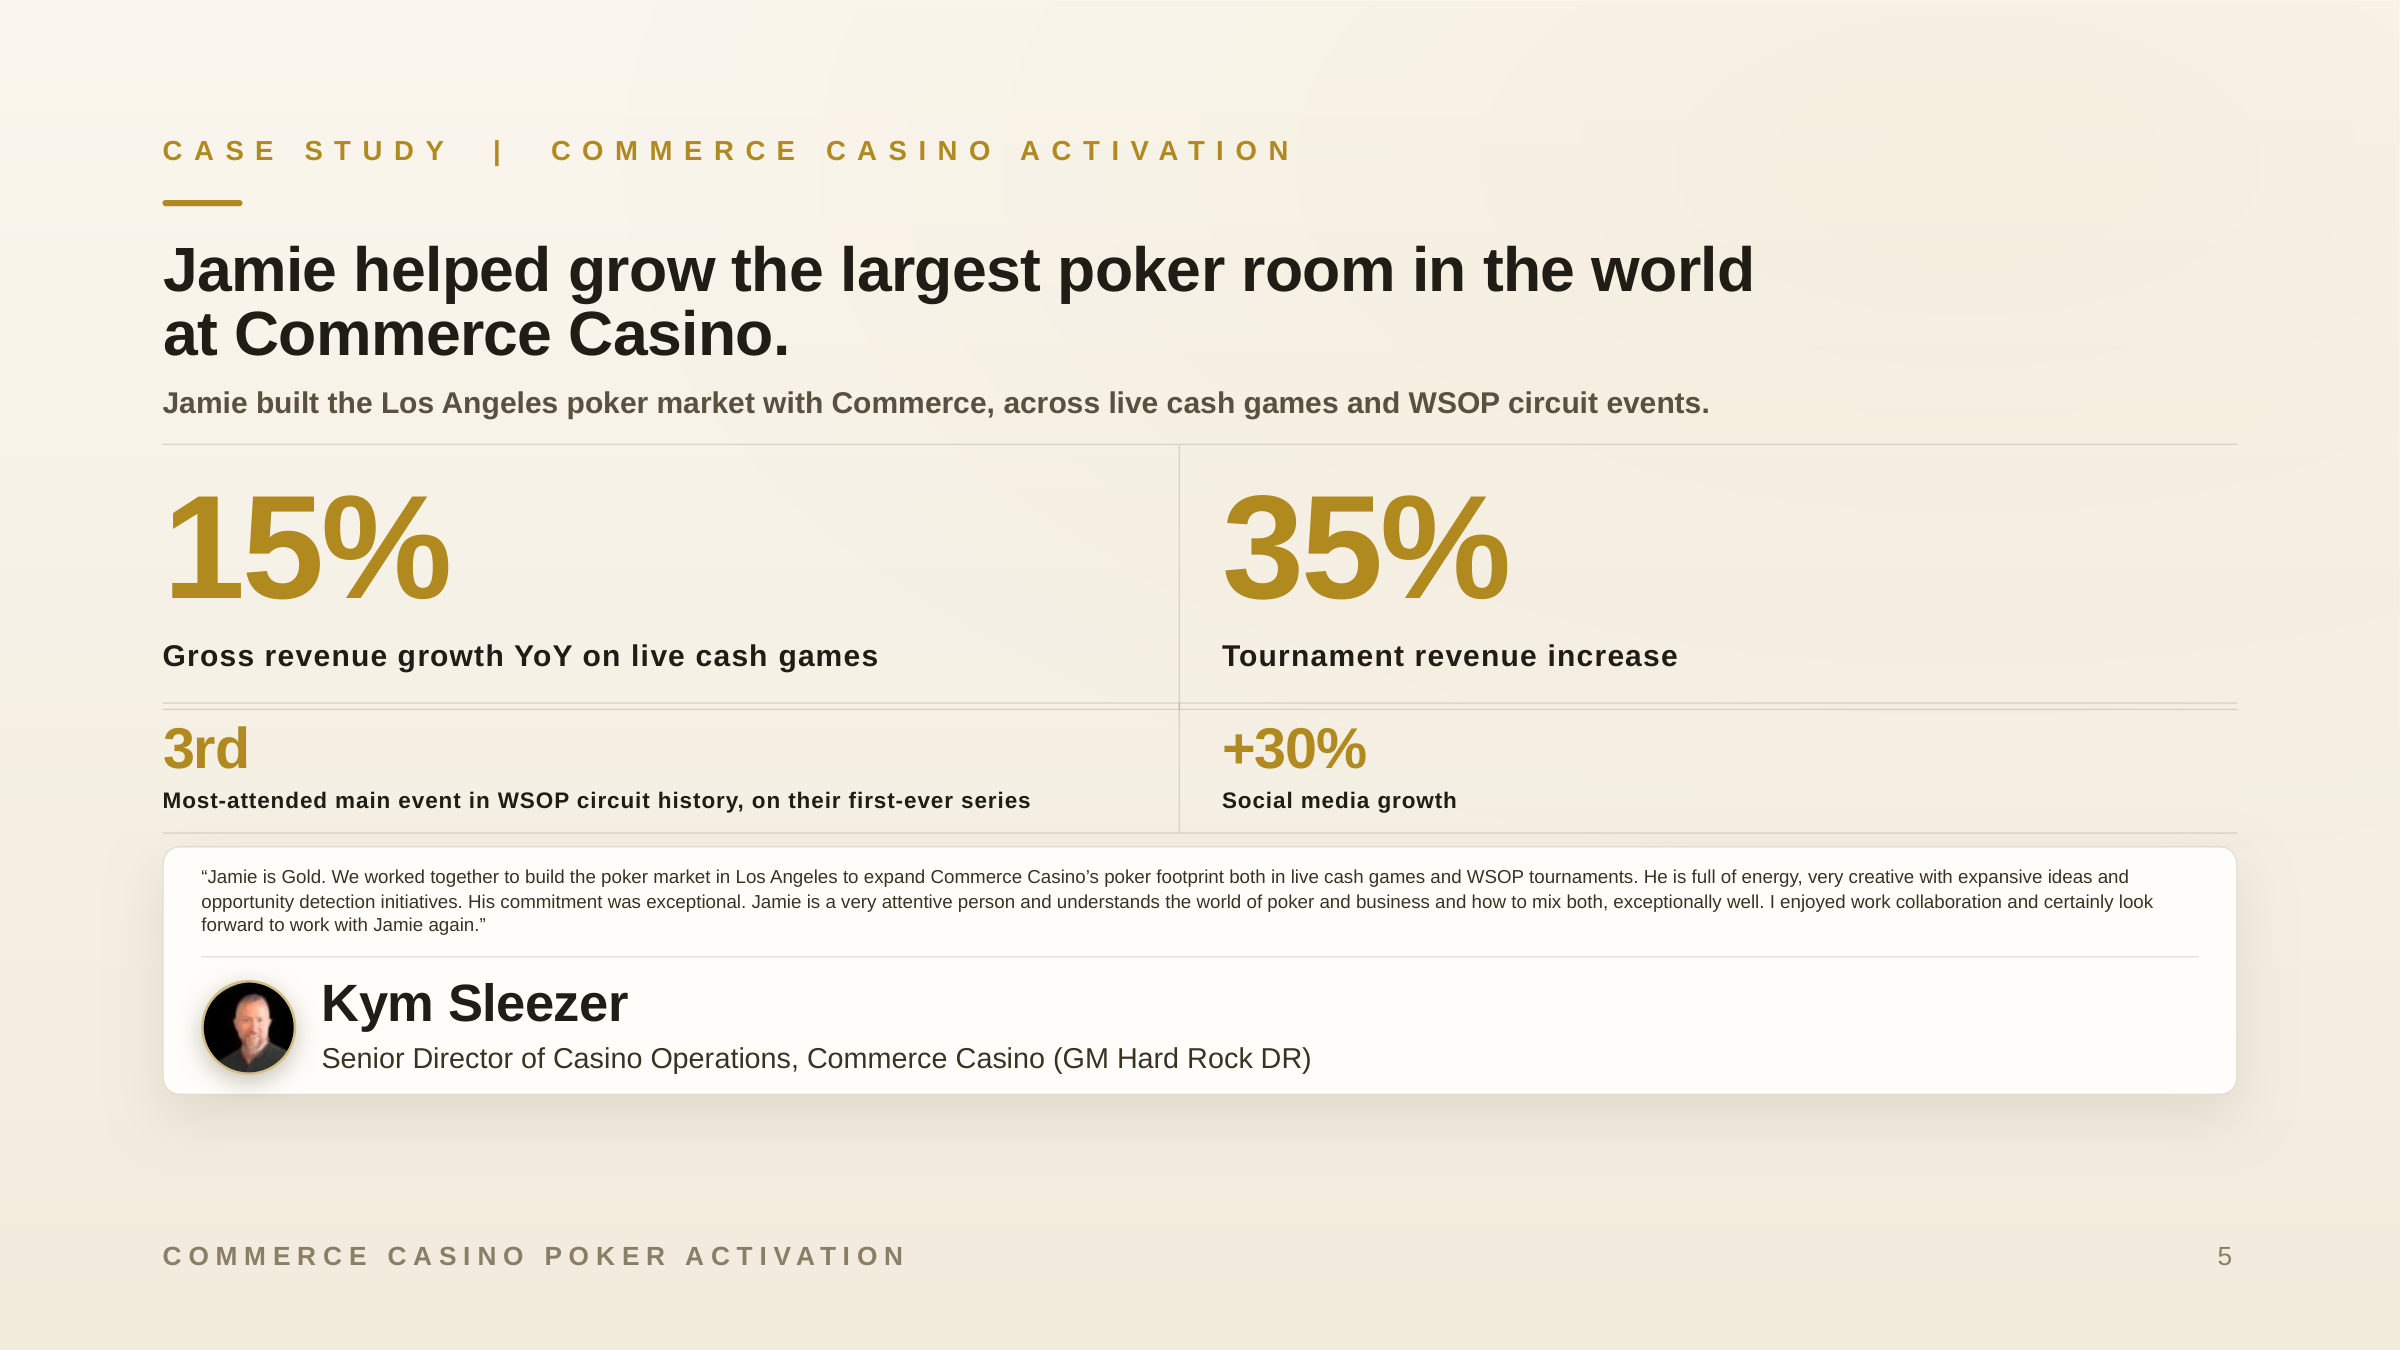 CASE STUDY | COMMERCE CASINO ACTIVATION
Jamie helped grow the largest poker room in the world
at Commerce Casino.
Jamie built the Los Angeles poker market with Commerce, across live cash games and WSOP circuit events.
15%
Gross revenue growth YoY on live cash games
35%
Tournament revenue increase
3rd
Most-attended main event in WSOP circuit history, on their first-ever series
+30%
Social media growth
“Jamie is Gold. We worked together to build the poker market in Los Angeles to expand Commerce Casino’s poker footprint both in live cash games and WSOP tournaments. He is full of energy, very creative with expansive ideas and
opportunity detection initiatives. His commitment was exceptional. Jamie is a very attentive person and understands the world of poker and business and how to mix both, exceptionally well. I enjoyed work collaboration and certainly look
forward to work with Jamie again.”
Kym Sleezer
Senior Director of Casino Operations, Commerce Casino (GM Hard Rock DR)
COMMERCE CASINO POKER ACTIVATION
5